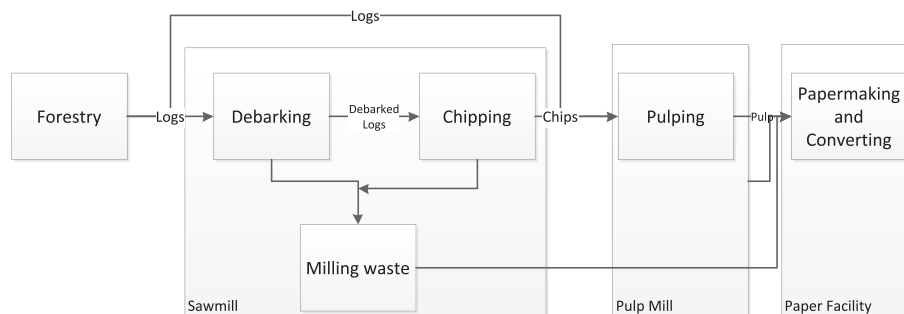 Logs
Forestry
Logs
Debarking
Debarked
Logs
Chipping
Chips
Pulping
Pulp
Papermaking
and
Converting
Milling waste
Sawmill
Pulp Mill
Paper Facility